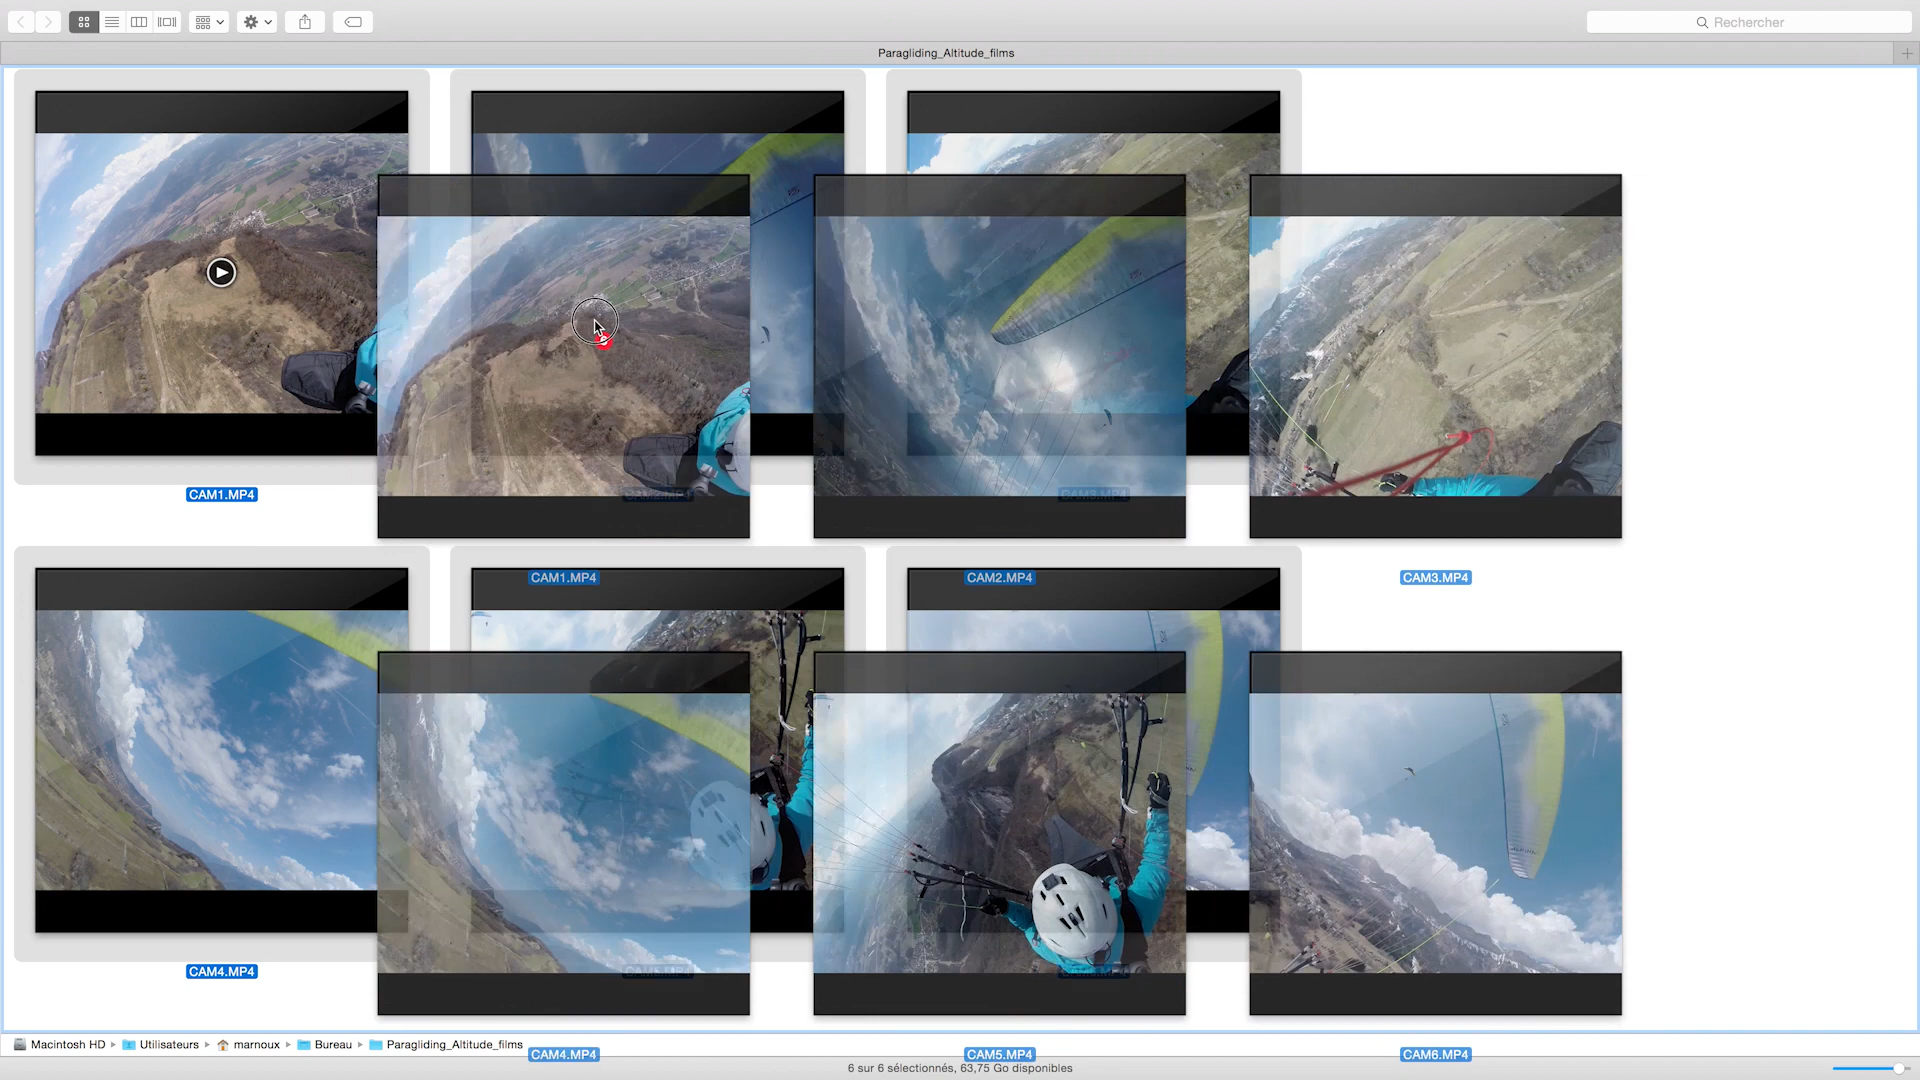 Rechercher
Paragliding_Altitude_films
CAM1.MP4
CAM1.MP4
CAM2.MP4
CAM3.MP4
CAM4.MP4
Macintosh HD
Utilisateurs
marnoux
Bureau
Paragliding_Altitude_films
CAM4.MP4
CAM5.MP4
CAM6.MP4
6 sur 6 sélectionnés, 63,75 Go disponibles